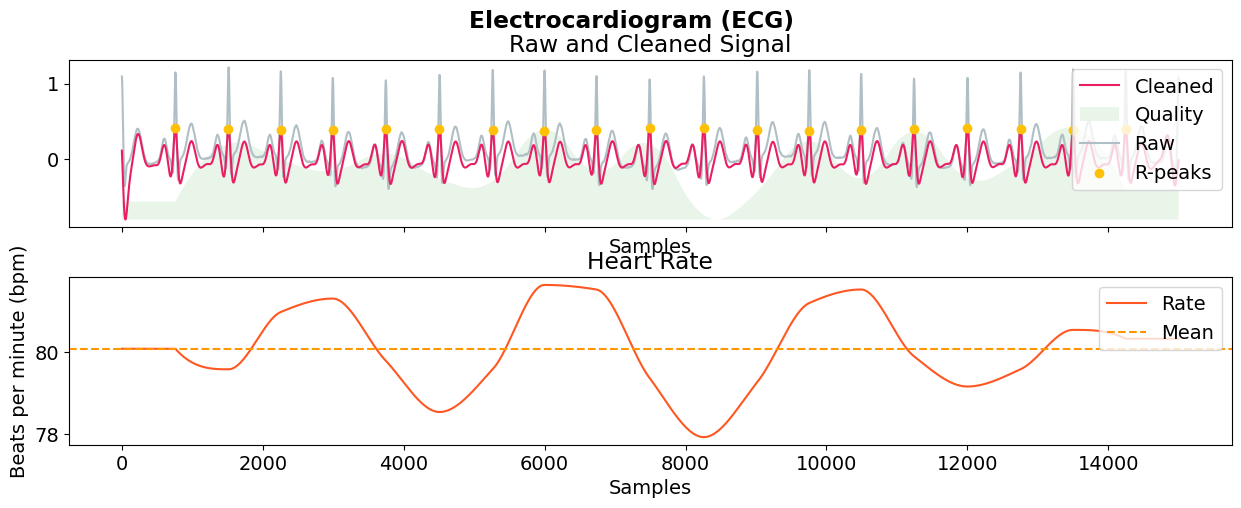 Electrocardiogram (ECG)
Raw and Cleaned Signal
1
0
Cleaned
Quality
Raw
R-peaks
Samples
Heart Rate
Beats per minute (bpm)
80
78
Rate
Mean
0 2000 4000 6000 8000 10000 12000 14000
Samples